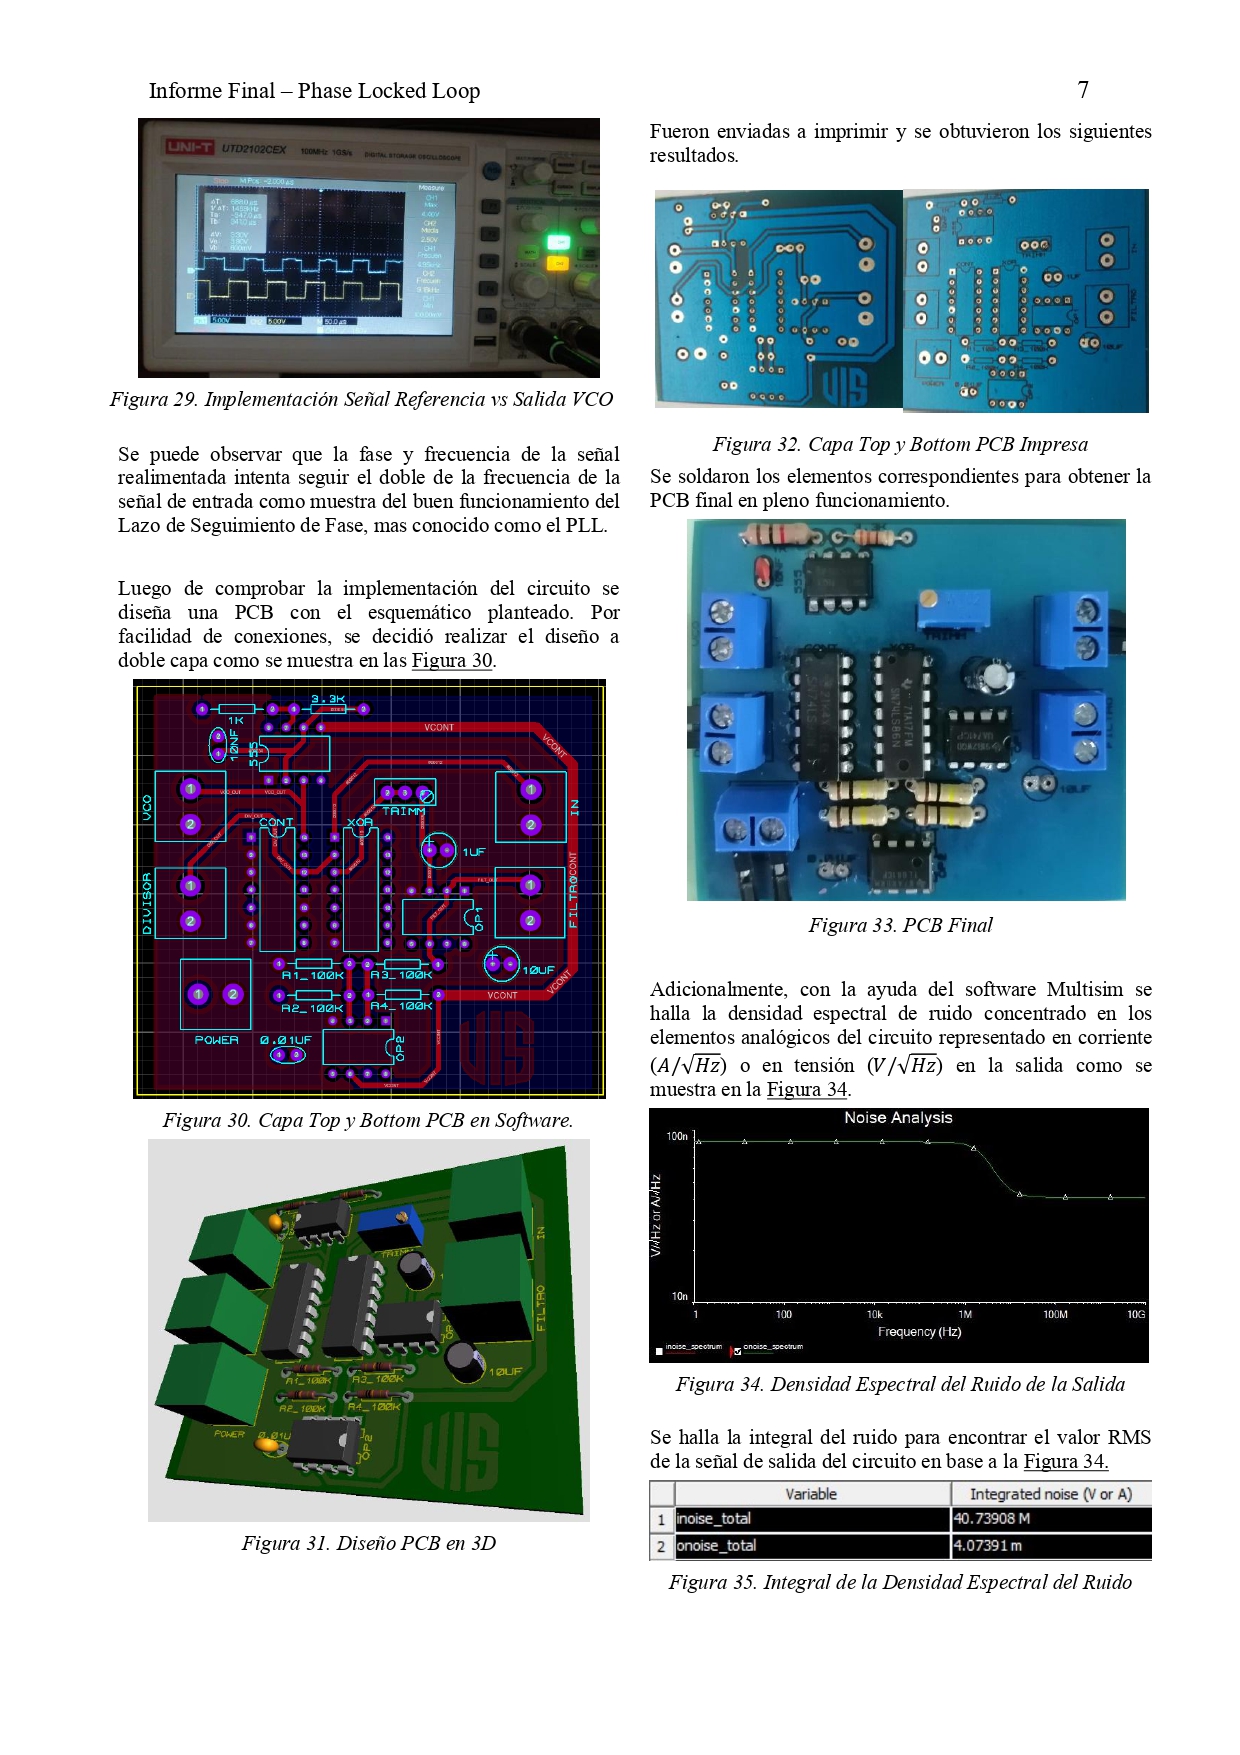 Informe Final – Phase Locked Loop
7
UNI-T UTD2102CEX 100MHz 1GS/s
DIGITAL STORAGE OSCILLOSCOPE
Measure
Figura 29. Implementación Señal Referencia vs Salida VCO
Se puede observar que la fase y frecuencia de la señal
realimentada intenta seguir el doble de la frecuencia de la
señal de entrada como muestra del buen funcionamiento del
Lazo de Seguimiento de Fase, mas conocido como el PLL.
Luego de comprobar la implementación del circuito se
diseña una PCB con el esquemático planteado. Por
facilidad de conexiones, se decidió realizar el diseño a
doble capa como se muestra en las Figura 30.
3.3K
1K
10NF
555
VCONT
VCONT
VCO
TRIMM
IN
CONT
XOR
1UF
VCONT
DIVISOR
FILTRO
OP1
10UF
R1_100K
R3_100K
R2_100K
R4_100K
VCONT
VCONT
POWER
0.01UF
OP2
Figura 30. Capa Top y Bottom PCB en Software.
IN
FILTRO
10UF
R1_100K
R3_100K
R2_100K
R4_100K
POWER
OP2
Figura 31. Diseño PCB en 3D
Fueron enviadas a imprimir y se obtuvieron los siguientes
resultados.
Figura 32. Capa Top y Bottom PCB Impresa
Se soldaron los elementos correspondientes para obtener la
PCB final en pleno funcionamiento.
555
TRIMM
SN74LS86N
10UF
Figura 33. PCB Final
Adicionalmente, con la ayuda del software Multisim se
halla la densidad espectral de ruido concentrado en los
elementos analógicos del circuito representado en corriente
(A/√Hz) o en tensión (V/√Hz) en la salida como se
muestra en la Figura 34.
Noise Analysis
100n
V/√Hz or A/√Hz
10n
1 100 10k 1M 100M 10G
Frequency (Hz)
inoise_spectrum onoise_spectrum
Figura 34. Densidad Espectral del Ruido de la Salida
Se halla la integral del ruido para encontrar el valor RMS
de la señal de salida del circuito en base a la Figura 34.
Variable Integrated noise (V or A)
1 inoise_total 40.73908 M
2 onoise_total 4.07391 m
Figura 35. Integral de la Densidad Espectral del Ruido